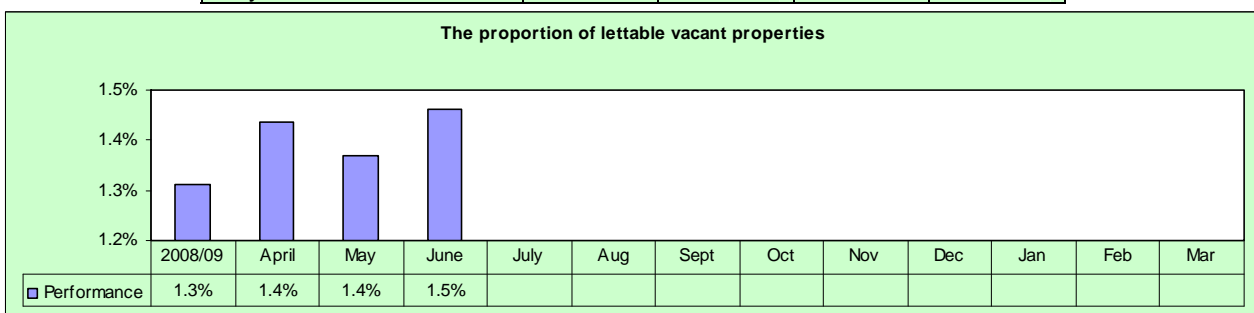 The proportion of lettable vacant properties
1.5%
1.4%
1.3%
1.2%
2008/09 April May June July Aug Sept Oct Nov Dec Jan Feb Mar
Performance 1.3% 1.4% 1.4% 1.5%